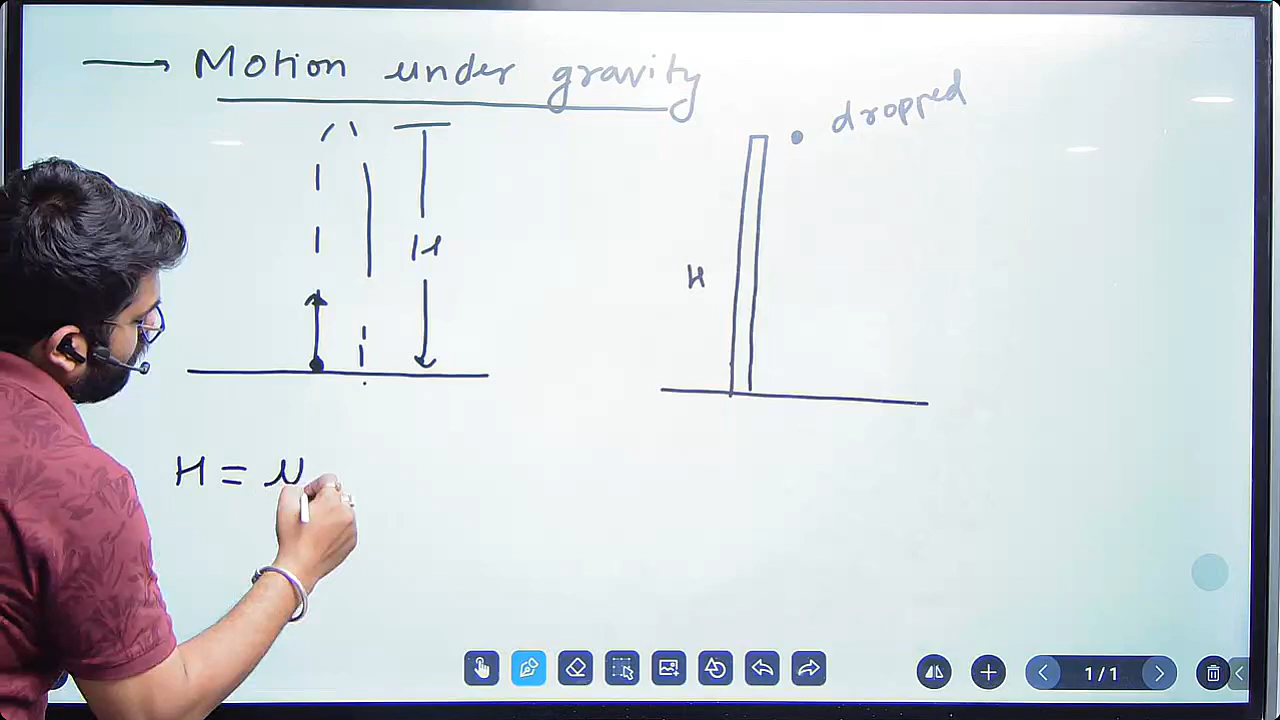 → Motion under gravity
dropped
H
H
H = u
1/1